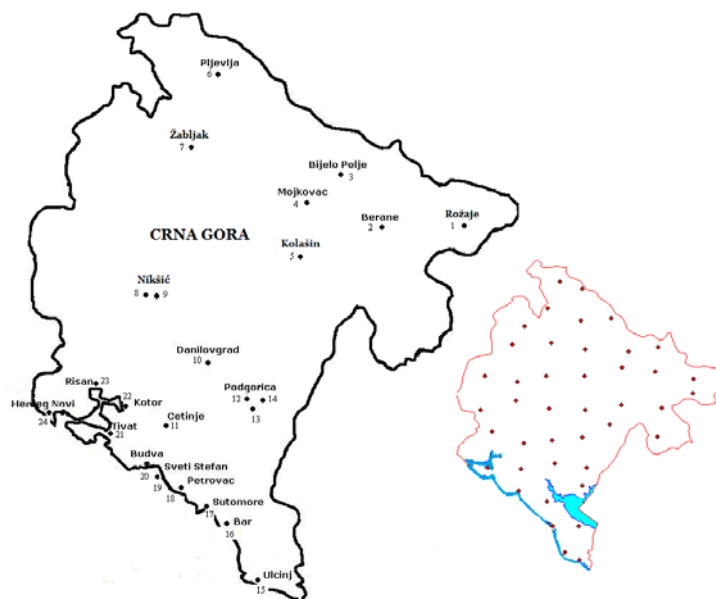 Pljevlja
6
Žabljak
7
Bijelo Polje
3
Mojkovac
4
Berane
2
Rožaje
1
CRNA GORA
Kolašin
5
Nikšić
8 9
Danilovgrad
10
Risan 23
Podgorica
12 14
13
22
Kotor
Herceg Novi
24
Tivat
21
Cetinje
11
Budva
20
Sveti Stefan
19
Petrovac
18
Sutomore
17
Bar
16
Ulcinj
15